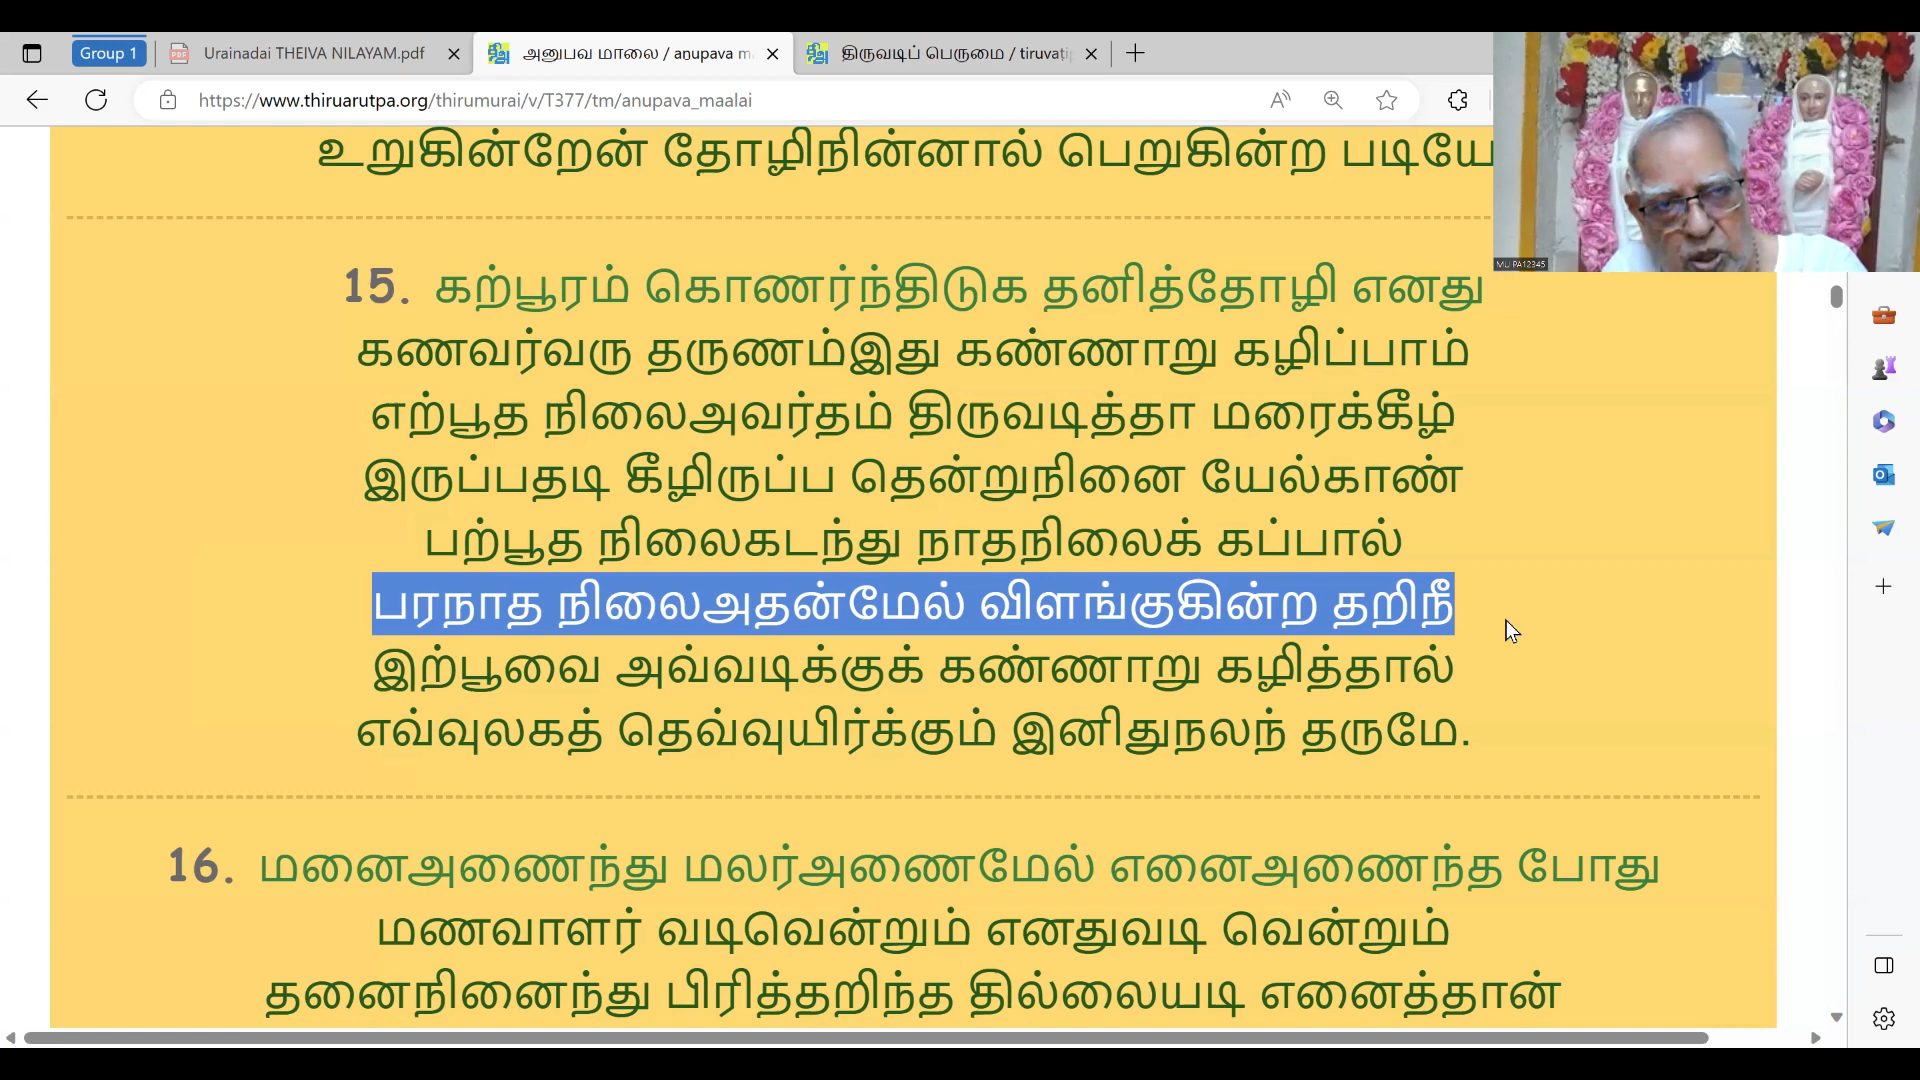 Group 1
Urainadai THEIVA NILAYAM.pdf
அனுபவ மாலை / anupava m
திருவடிப் பெருமை / tiruvaṭi
https://www.thiruarutpa.org/thirumurai/v/T377/tm/anupava_maalai
உறுகின்றேன் தோழிநின்னால் பெறுகின்ற படியே
15. கற்பூரம் கொணர்ந்திடுக தனித்தோழி எனது
கணவர்வரு தருணம்இது கண்ணாறு கழிப்பாம்
எற்பூத நிலைஅவர்தம் திருவடித்தா மரைக்கீழ்
இருப்பதடி கீழிருப்ப தென்றுநினை யேல்காண்
பற்பூத நிலைகடந்து நாதநிலைக் கப்பால்
பரநாத நிலைஅதன்மேல் விளங்குகின்ற தறிநீ
இற்பூவை அவ்வடிக்குக் கண்ணாறு கழித்தால்
எவ்வுலகத் தெவ்வுயிர்க்கும் இனிதுநலந் தருமே.
16. மனைஅணைந்து மலர்அணைமேல் எனைஅணைந்த போது
மணவாளர் வடிவென்றும் எனதுவடி வென்றும்
தனைநினைந்து பிரித்தறிந்த தில்லையடி எனைத்தான்
MU PA12345